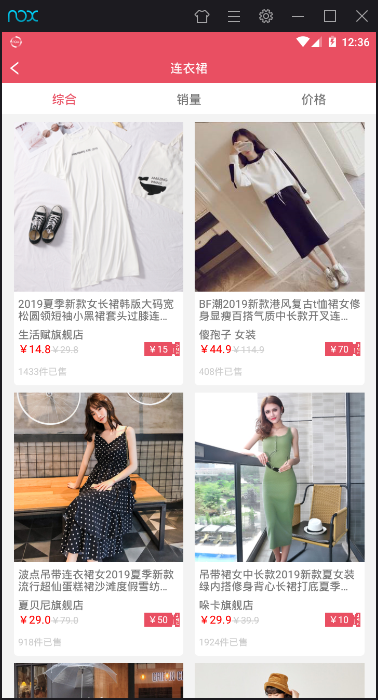 nox
12:36
连衣裙
综合 销量 价格
2019夏季新款女长裙韩版大码宽
松圆领短袖小黑裙套头过膝连…
生活赋旗舰店
￥14.8 ￥29.8 ￥15
1433件已售
BF潮2019新款港风复古t恤裙女修
身显瘦百搭气质中长款开叉连…
傻孢子 女装
￥44.9 ￥114.9 ￥70
408件已售
波点吊带连衣裙女2019夏季新款
流行超仙蛋糕裙沙滩度假雪纺…
夏贝尼旗舰店
￥29.0 ￥79.0 ￥50
918件已售
吊带裙女中长款2019新款夏女装
绿内搭修身背心长裙打底夏季…
哚卡旗舰店
￥29.9 ￥39.9 ￥10
1924件已售